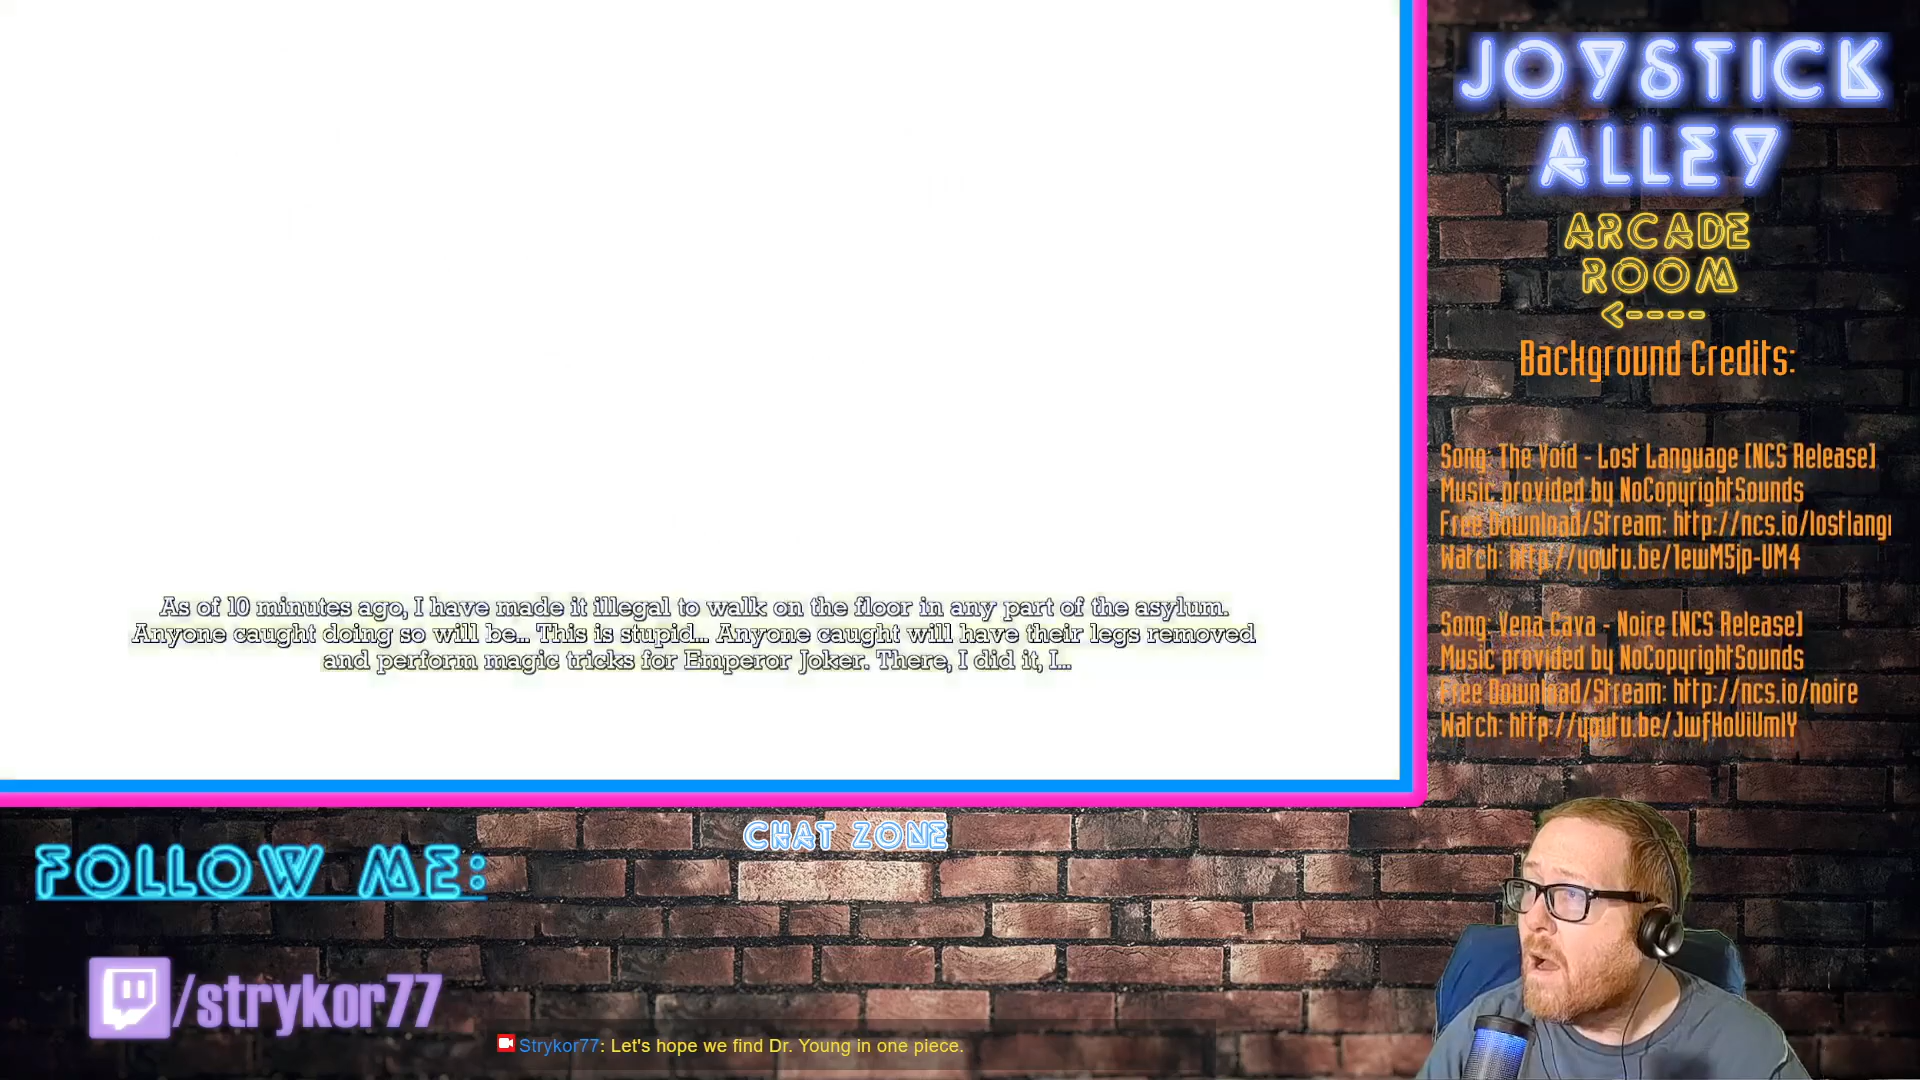 JOYSTICK
ALLEY
ARCADE
ROOM
<----
Background Credits:
Song: The Void - Lost Language [NCS Release]
Music provided by NoCopyrightSounds
Free Download/Stream: http://ncs.io/lostlang
Watch: http://youtu.be/1ewMSjp-UM4
Song: Vena Cava - Noire [NCS Release]
Music provided by NoCopyrightSounds
Free Download/Stream: http://ncs.io/noire
Watch: http://youtu.be/JwfHoUiUmlY
As of 10 minutes ago, I have made it illegal to walk on the floor in any part of the asylum.
Anyone caught doing so will be... This is stupid... Anyone caught will have their legs removed
and perform magic tricks for Emperor Joker. There, I did it, I...
CHAT ZONE
FOLLOW ME:
/strykor77
Strykor77: Let's hope we find Dr. Young in one piece.